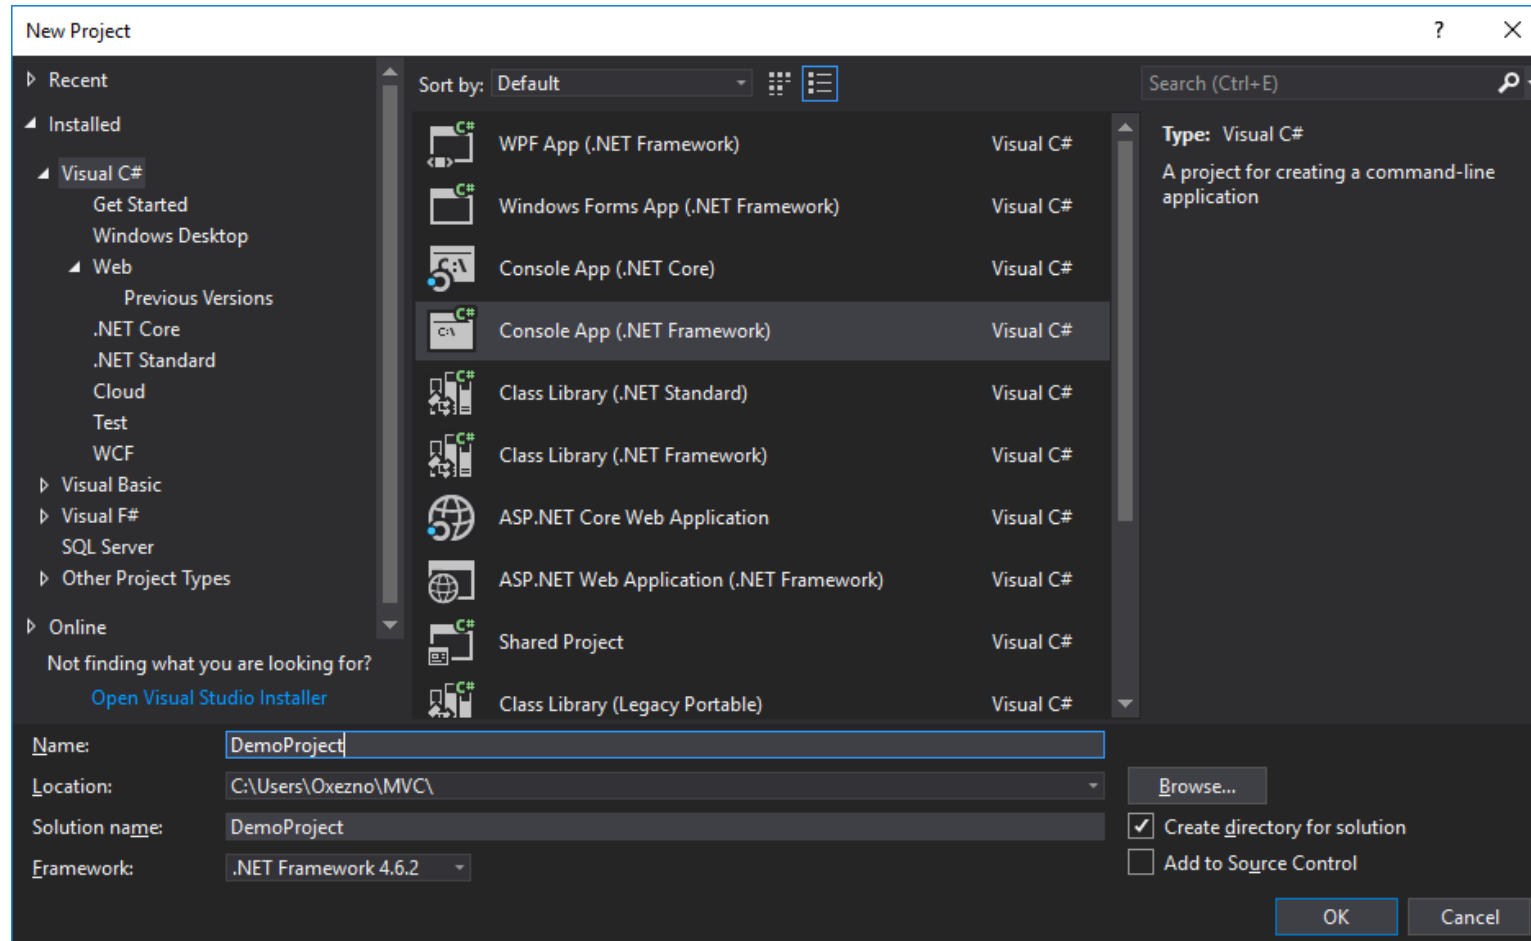 New Project
?
Recent
Installed
Visual C#
Get Started
Windows Desktop
Web
Previous Versions
.NET Core
.NET Standard
Cloud
Test
WCF
Visual Basic
Visual F#
SQL Server
Other Project Types
Online
Not finding what you are looking for?
Open Visual Studio Installer
Sort by: Default
C# WPF App (.NET Framework) Visual C#
C# Windows Forms App (.NET Framework) Visual C#
C:\ Console App (.NET Core) Visual C#
C# C:\ Console App (.NET Framework) Visual C#
C# Class Library (.NET Standard) Visual C#
C# Class Library (.NET Framework) Visual C#
ASP.NET Core Web Application Visual C#
ASP.NET Web Application (.NET Framework) Visual C#
C# Shared Project Visual C#
C# Class Library (Legacy Portable) Visual C#
Search (Ctrl+E)
Type: Visual C#
A project for creating a command-line
application
Name: DemoProject
Location: C:\Users\Oxezno\MVC\
Browse...
Solution name: DemoProject
Create directory for solution
Framework: .NET Framework 4.6.2
Add to Source Control
OK Cancel